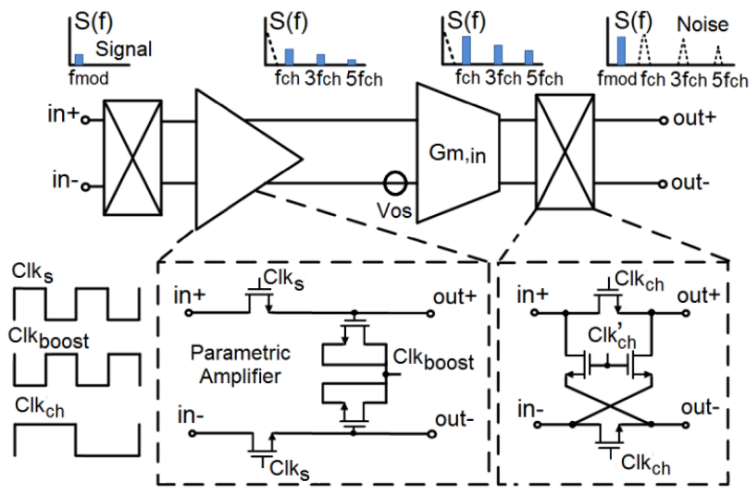 S(f) S(f) S(f) S(f)
Signal Noise
fmod fch 3fch 5fch fch 3fch 5fch fmod fch 3fch 5fch
in+ out+
Gm,in
in- out-
Vos
Clks
Clkboost
Clkch
in+ Clks out+
Parametric
Amplifier
Clkboost
in- out-
Clks
Clkch
in+ out+
Clk'ch
in- out-
Clkch